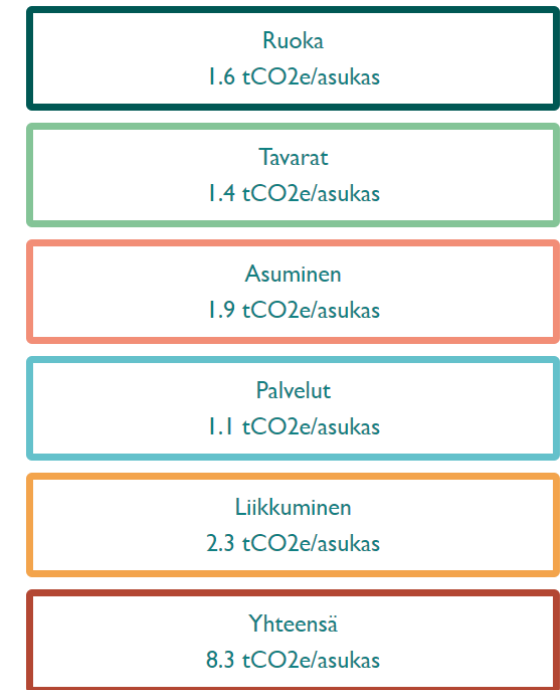 Ruoka
1.6 tCO2e/asukas
Tavarat
1.4 tCO2e/asukas
Asuminen
1.9 tCO2e/asukas
Palvelut
1.1 tCO2e/asukas
Liikkuminen
2.3 tCO2e/asukas
Yhteensä
8.3 tCO2e/asukas